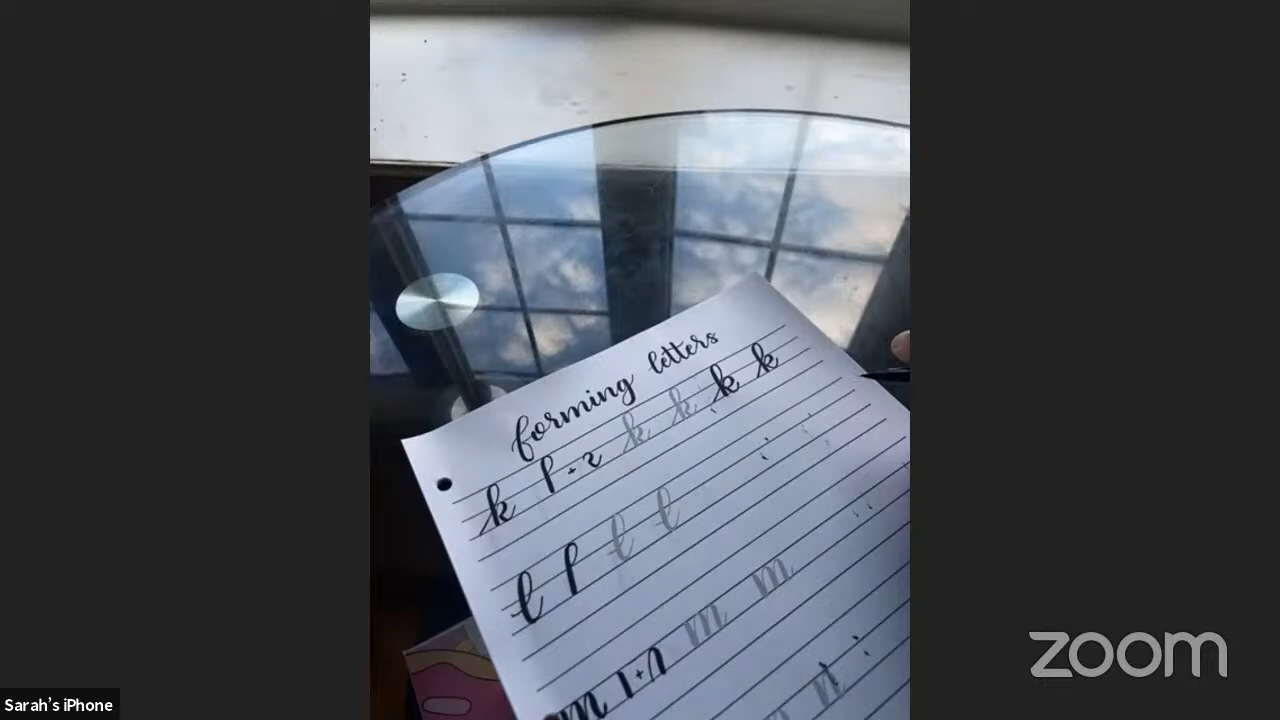 forming letters
k l + r k k k k
l l l l
m l + n m m
n
zoom
Sarah's iPhone